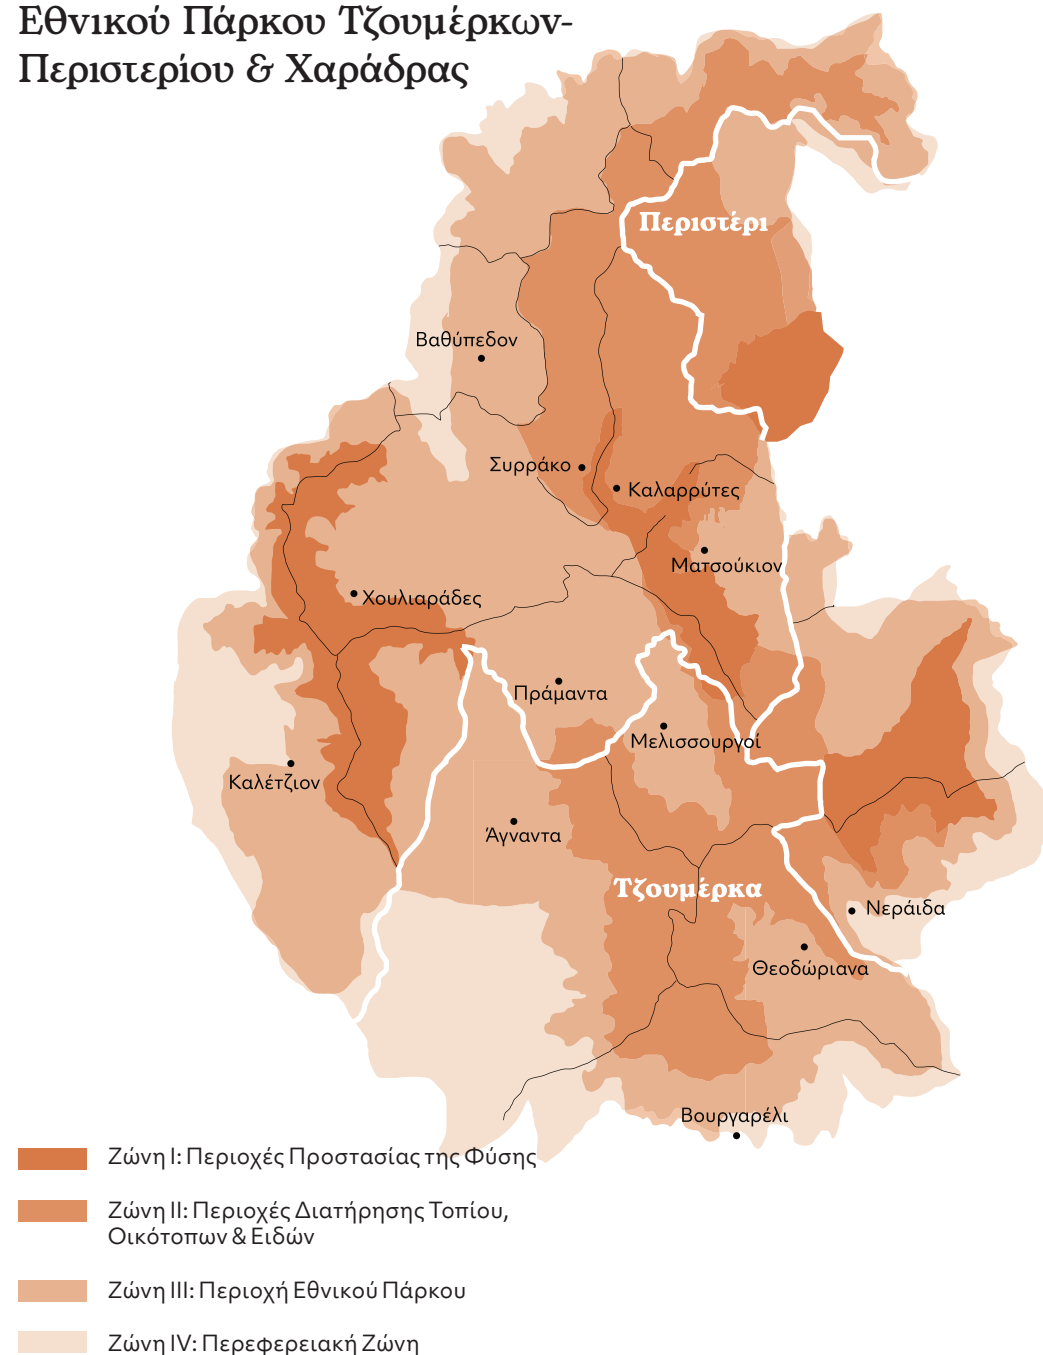 Εθνικού Πάρκου Τζουμέρκων-
Περιστερίου & Χαράδρας
Περιστέρι
Βαθύπεδον
Συρράκο
Καλαρρύτες
Ματσούκιον
Χουλιαράδες
Πράμαντα
Μελισσουργοί
Καλέτζιον
Άγναντα
Τζουμέρκα
Νεράιδα
Θεοδώριανα
Βουργαρέλι
Ζώνη I: Περιοχές Προστασίας της Φύσης
Ζώνη II: Περιοχές Διατήρησης Τοπίου,
Οικότοπων & Ειδών
Ζώνη III: Περιοχή Εθνικού Πάρκου
Ζώνη IV: Περεφερειακή Ζώνη